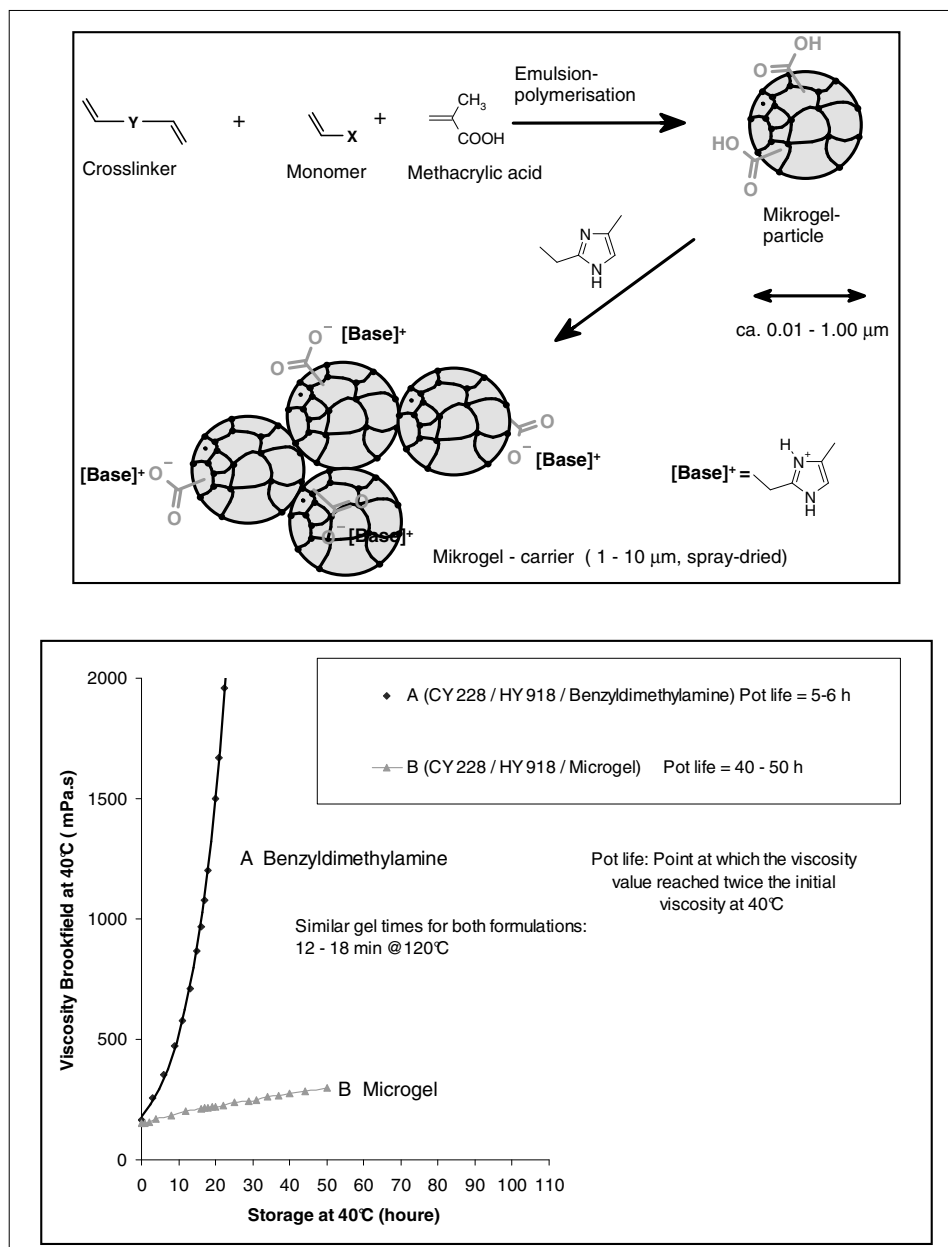 Y
+
X
+
CH3
COOH
Crosslinker
Monomer
Methacrylic acid
Emulsion-
polymerisation
OH
O
HO
O
Mikrogel-
particle
ca. 0.01 - 1.00 μm
N
N
H
O− [Base]+
O
[Base]+ O−
O
O
O− [Base]+
O
O− [Base]+
[Base]+ =
H
N+
N
H
Mikrogel - carrier ( 1 - 10 μm, spray-dried)
Viscosity Brookfield at 40℃ ( mPa.s)
2000
1500
1000
500
0
A (CY 228 / HY 918 / Benzyldimethylamine) Pot life = 5-6 h
B (CY 228 / HY 918 / Microgel) Pot life = 40 - 50 h
A Benzyldimethylamine
Pot life: Point at which the viscosity
value reached twice the initial
viscosity at 40℃
Similar gel times for both formulations:
12 - 18 min @120℃
B Microgel
0 10 20 30 40 50 60 70 80 90 100 110
Storage at 40℃ (houre)